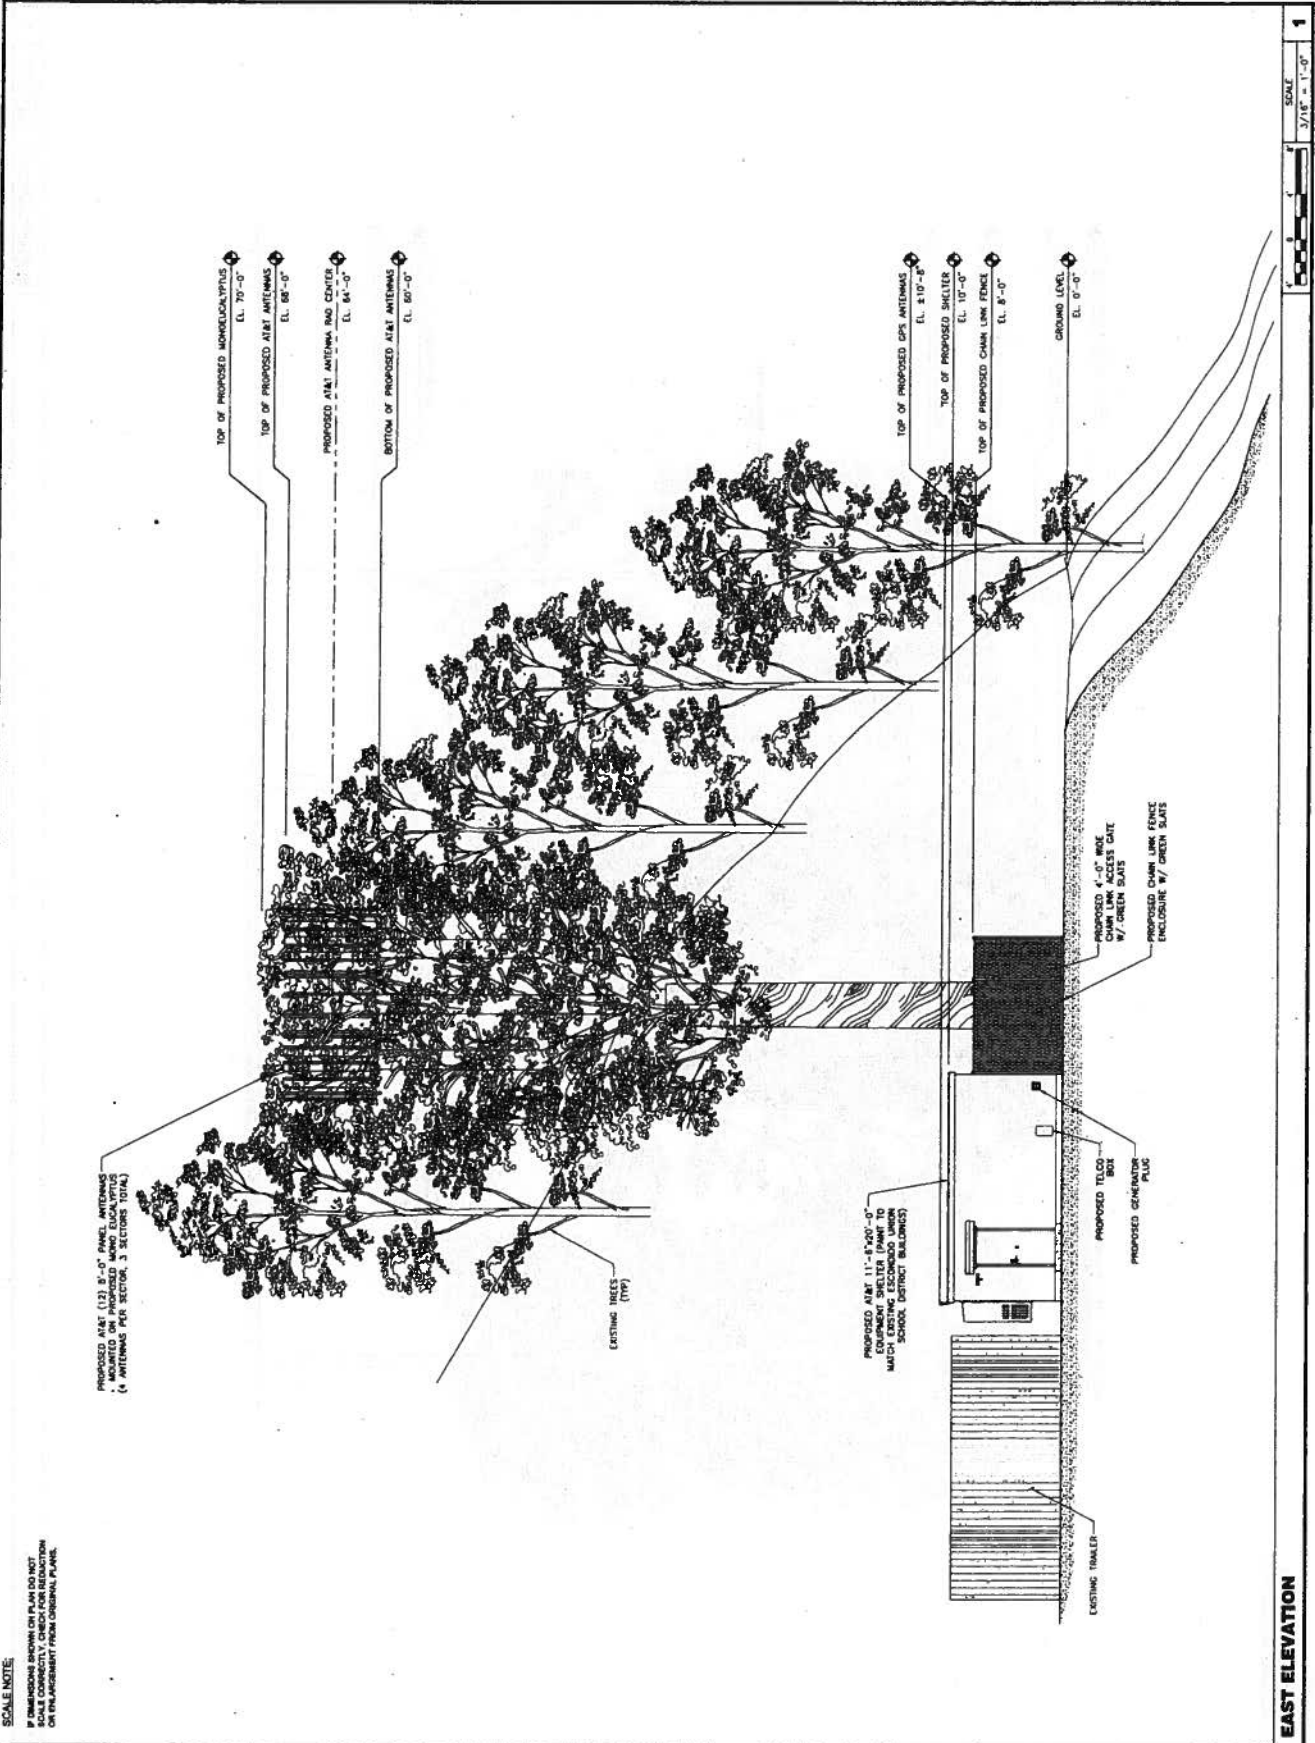 SCALE NOTE:
IF DIMENSIONS SHOWN ON PLAN DO NOT
SCALE CORRECTLY, CHECK FOR REDUCTION
OR ENLARGEMENT FROM ORIGINAL PLANS.
PROPOSED AT&T (12) 8'-0" PANEL ANTENNAS
MOUNTED ON PROPOSED MONO EUCALYPTUS
(4 ANTENNAS PER SECTOR, 3 SECTORS TOTAL)
TOP OF PROPOSED MONOEUCALYPTUS
EL. 70'-0"
TOP OF PROPOSED AT&T ANTENNAS
EL. 68'-0"
PROPOSED AT&T ANTENNA RAD CENTER
EL. 64'-0"
BOTTOM OF PROPOSED AT&T ANTENNAS
EL. 60'-0"
EXISTING TREES
(TYP)
PROPOSED AT&T 11'-6"x20'-0"
EQUIPMENT SHELTER (PAINT TO
MATCH EXISTING ESCONDIDO UNION
SCHOOL DISTRICT BUILDINGS)
TOP OF PROPOSED GPS ANTENNAS
EL. ±10'-8"
TOP OF PROPOSED SHELTER
EL. 10'-0"
TOP OF PROPOSED CHAIN LINK FENCE
EL. 8'-0"
GROUND LEVEL
EL. 0'-0"
EXISTING TRAILER
PROPOSED TELCO
BOX
PROPOSED GENERATOR
PLUG
PROPOSED 4'-0" WIDE
CHAIN LINK ACCESS GATE
W/ GREEN SLATS
PROPOSED CHAIN LINK FENCE
ENCLOSURE W/ GREEN SLATS
EAST ELEVATION
4' 0 4' 8'
SCALE
3/16" = 1'-0"
1